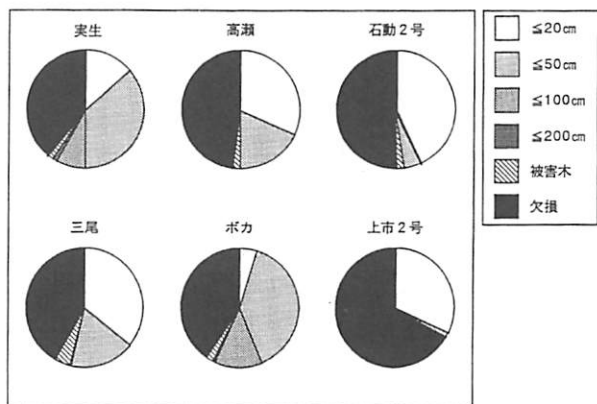 実生 高瀬 石動2号
三尾 ボカ 上市2号
≦20㎝
≦50㎝
≦100㎝
≦200㎝
被害木
欠損